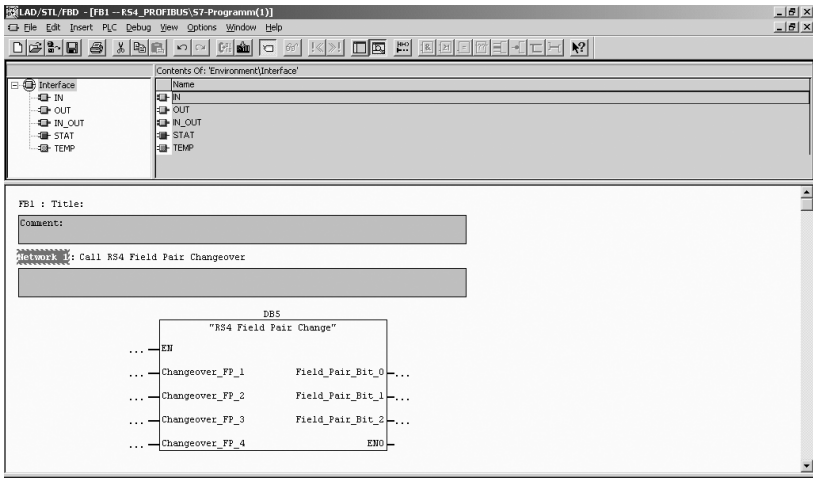 LAD/STL/FBD - [FB1 -- RS4_PROFIBUS\S7-Programm(1)]
File Edit Insert PLC Debug View Options Window Help
Contents Of: 'Environment\Interface'
Interface
IN
OUT
IN_OUT
STAT
TEMP
Name
IN
OUT
IN_OUT
STAT
TEMP
FB1 : Title:
Comment:
Network 1: Call RS4 Field Pair Changeover
DB5
"RS4 Field Pair Change"
... EN
... Changeover_FP_1 Field_Pair_Bit_0 ...
... Changeover_FP_2 Field_Pair_Bit_1 ...
... Changeover_FP_3 Field_Pair_Bit_2 ...
... Changeover_FP_4 ENO